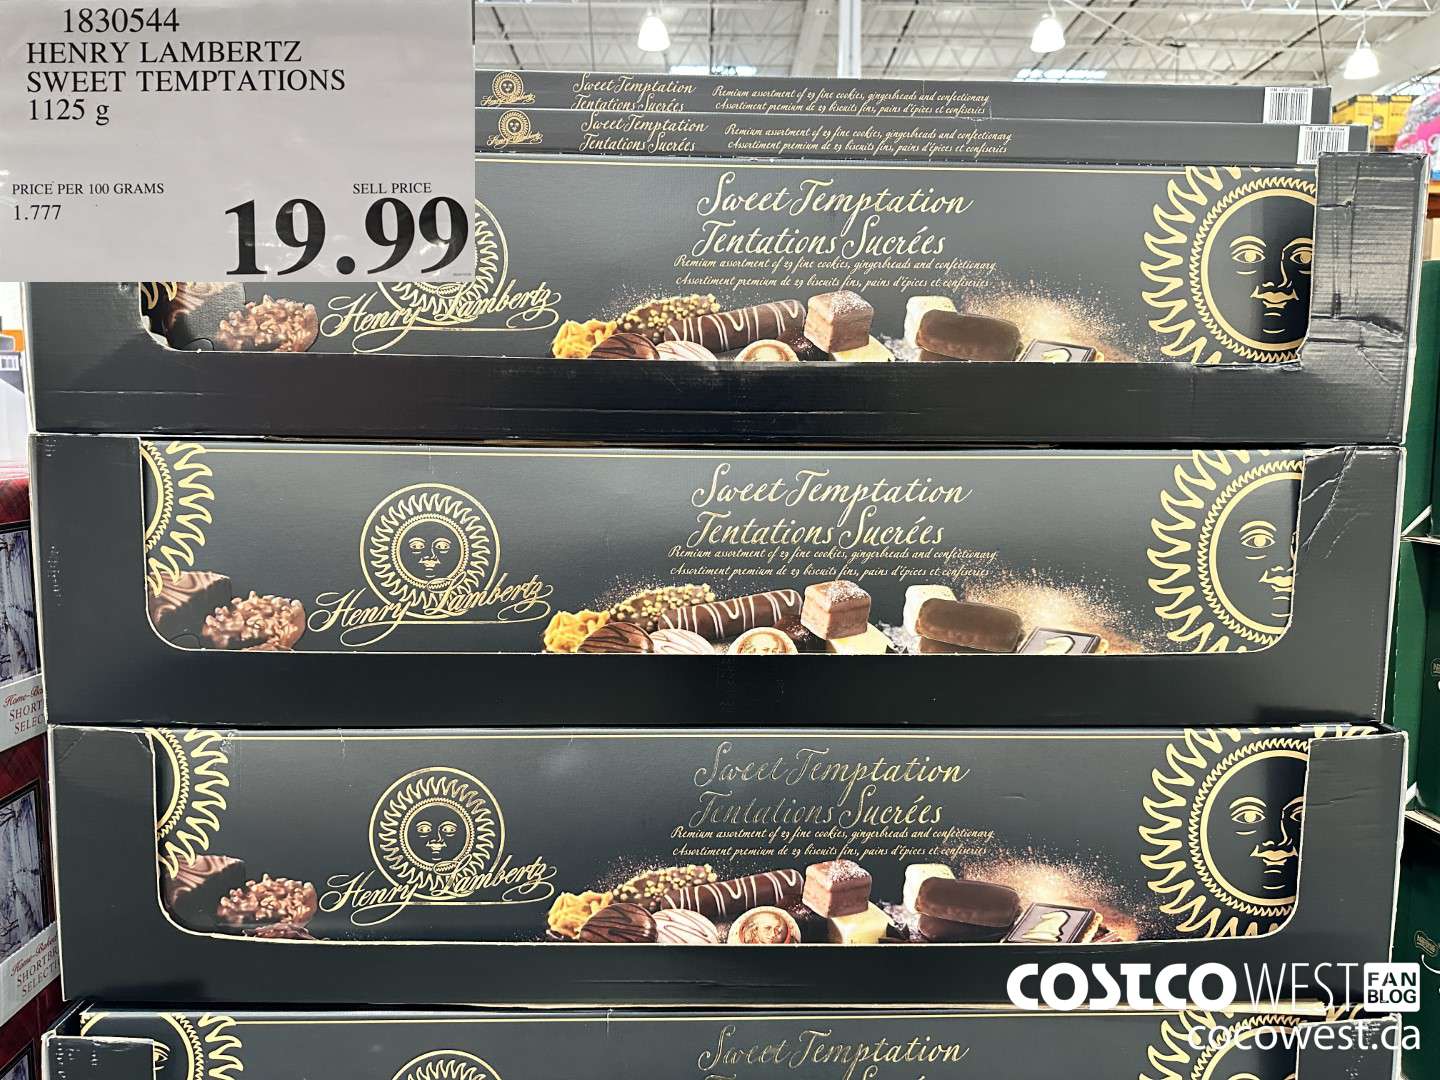 1830544
HENRY LAMBERTZ
SWEET TEMPTATIONS
1125 g
PRICE PER 100 GRAMS
SELL PRICE
1.777
19.99
Sweet Temptation
Tentations Sucrées
Premium assortment of 29 fine cookies, gingerbreads and confectionary
Assortiment premium de 29 biscuits fins, pains d'épices et confiseries
Sweet Temptation
Tentations Sucrées
Premium assortment of 29 fine cookies, gingerbreads and confectionary
Assortiment premium de 29 biscuits fins, pains d'épices et confiseries
Sweet Temptation
Tentations Sucrées
Premium assortment of 29 fine cookies, gingerbreads and confectionary
Assortiment premium de 29 biscuits fins, pains d'épices et confiseries
Henry Lambertz
Sweet Temptation
Tentations Sucrées
Premium assortment of 29 fine cookies, gingerbreads and confectionary
Assortiment premium de 29 biscuits fins, pains d'épices et confiseries
Henry Lambertz
SHORT
SELEC
Sweet Temptation
Tentations Sucrées
Premium assortment of 29 fine cookies, gingerbreads and confectionary
Assortiment premium de 29 biscuits fins, pains d'épices et confiseries
Henry Lambertz
SHORTBR
SELECT
Sweet Temptation
COSTCO WEST FAN BLOG
cocowest.ca